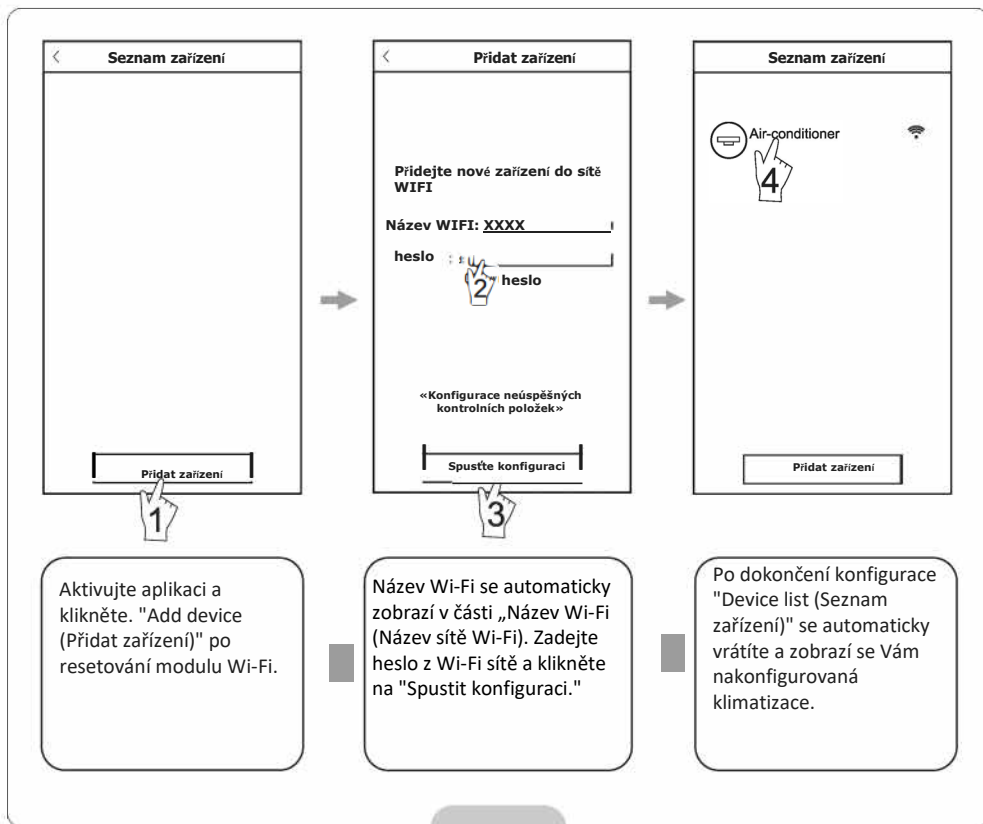 Seznam zařízení
Přidat zařízení
1
Aktivujte aplikaci a
klikněte. "Add device
(Přidat zařízení)" po
resetování modulu Wi-Fi.
Přidat zařízení
Přidejte nové zařízení do sítě
WIFI
Název WIFI: XXXX
heslo
2
heslo
«Konfigurace neúspěšných
kontrolních položek»
Spusťte konfiguraci
3
Název Wi-Fi se automaticky
zobrazí v části „Název Wi-Fi
(Název sítě Wi-Fi). Zadejte
heslo z Wi-Fi sítě a klikněte
na "Spustit konfiguraci."
Seznam zařízení
Air-conditioner
4
Přidat zařízení
Po dokončení konfigurace
"Device list (Seznam
zařízení)" se automaticky
vrátíte a zobrazí se Vám
nakonfigurovaná
klimatizace.